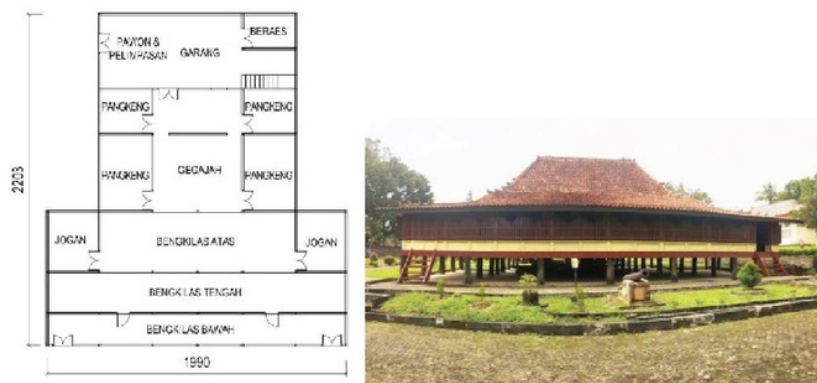 BERAES
PAWON &
PELIMPASAN
GARANG
PANGKENG
PANGKENG
PANGKENG
GEGAJAH
PANGKENG
JOGAN
BENGKILAS ATAS
JOGAN
BENGKILAS TENGAH
BENGKILAS BAWAH
2203
1990